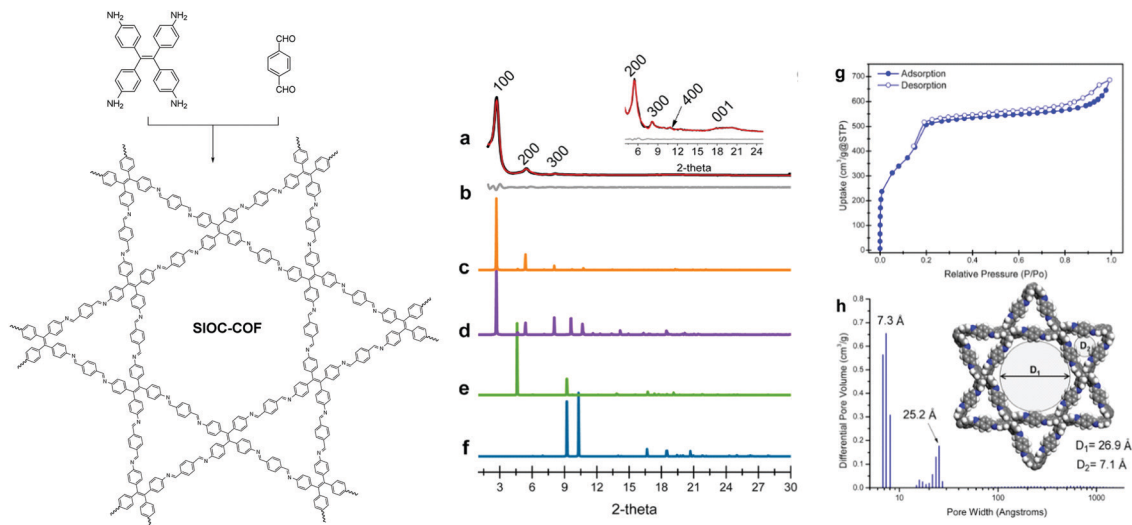 NH₂
NH₂
CHO
NH₂
NH₂
CHO
SIOC-COF
a
b
c
d
e
f
100
200
300
200
300
400
001
6 9 12 15 18 21 24
2-theta
3 6 9 12 15 18 21 24 27 30
2-theta
g
Adsorption
Desorption
Uptake (cm³/g@STP)
700
600
500
400
300
200
100
0
0.0 0.2 0.4 0.6 0.8 1.0
Relative Pressure (P/Po)
h
Differential Pore Volume (cm³/g)
0.8
0.7
0.6
0.5
0.4
0.3
0.2
0.1
0.0
7.3 Å
25.2 Å
D₁
D₂
D₁= 26.9 Å
D₂= 7.1 Å
10 100 1000
Pore Width (Angstroms)